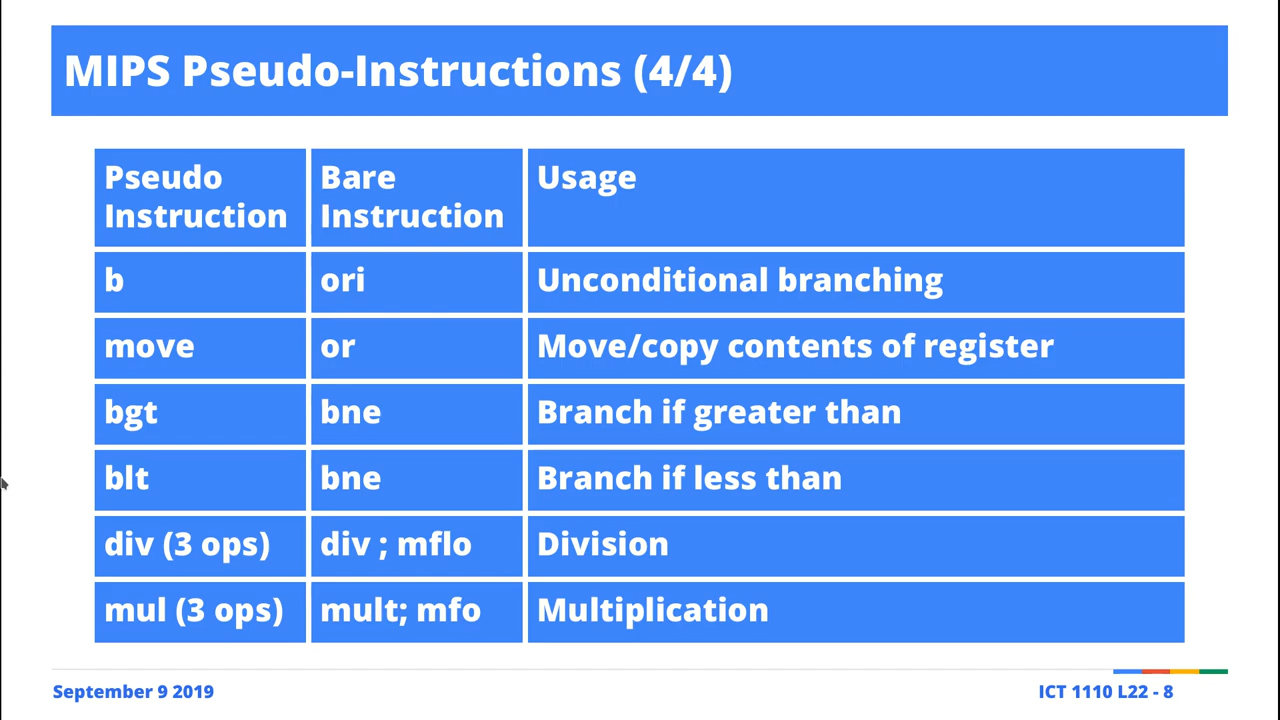 MIPS Pseudo-Instructions (4/4)
Pseudo Instruction
Bare Instruction
Usage
b
ori
Unconditional branching
move
or
Move/copy contents of register
bgt
bne
Branch if greater than
blt
bne
Branch if less than
div (3 ops)
div ; mflo
Division
mul (3 ops)
mult; mfo
Multiplication
September 9 2019
ICT 1110 L22 - 8